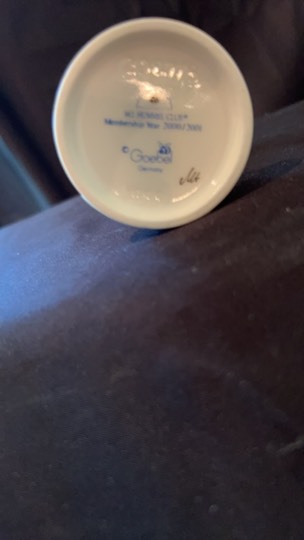 M.I. HUMMEL CLUB®
Membership Year 2000/2001
© Goebel
Germany